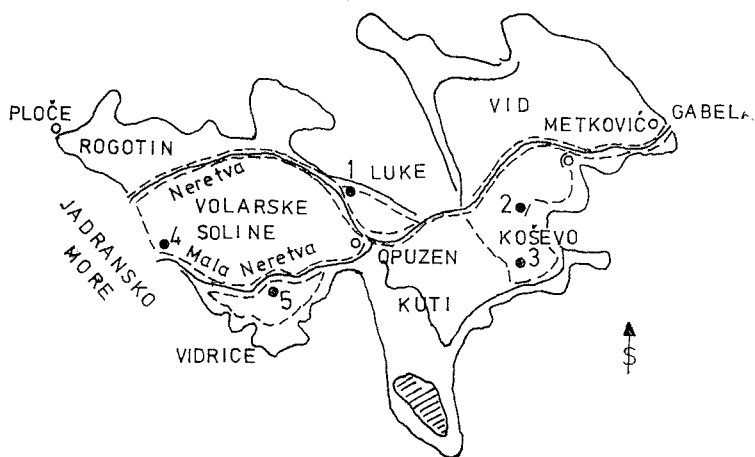 PLOČE
ROGOTIN
Neretva
VOLARSKE
SOLINE
Mala Neretva
JADRANSKO
MORE
VIDRICE
1
LUKE
VID
METKOVIĆ
GABELA
2
KOŠEVO
3
4
5
OPUZEN
KUTI
S